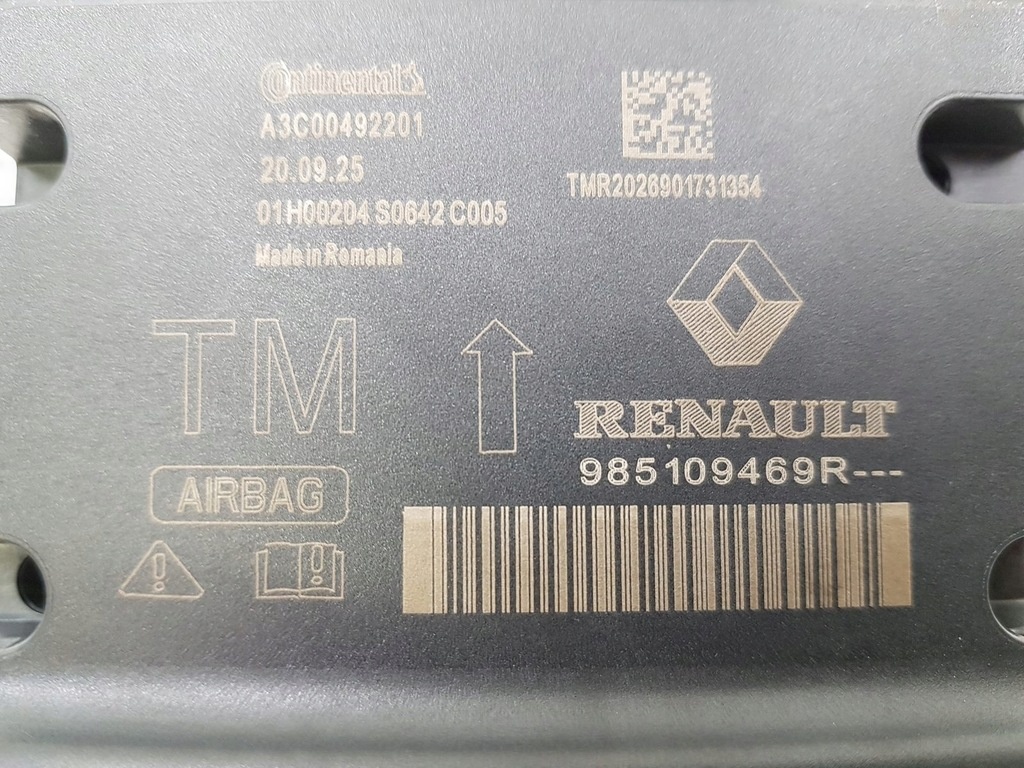 Continental
A3C00492201
20.09.25
01H00204 S0642 C005
Made in Romania
TMR2026901731354
TM
RENAULT
985109469R---
AIRBAG